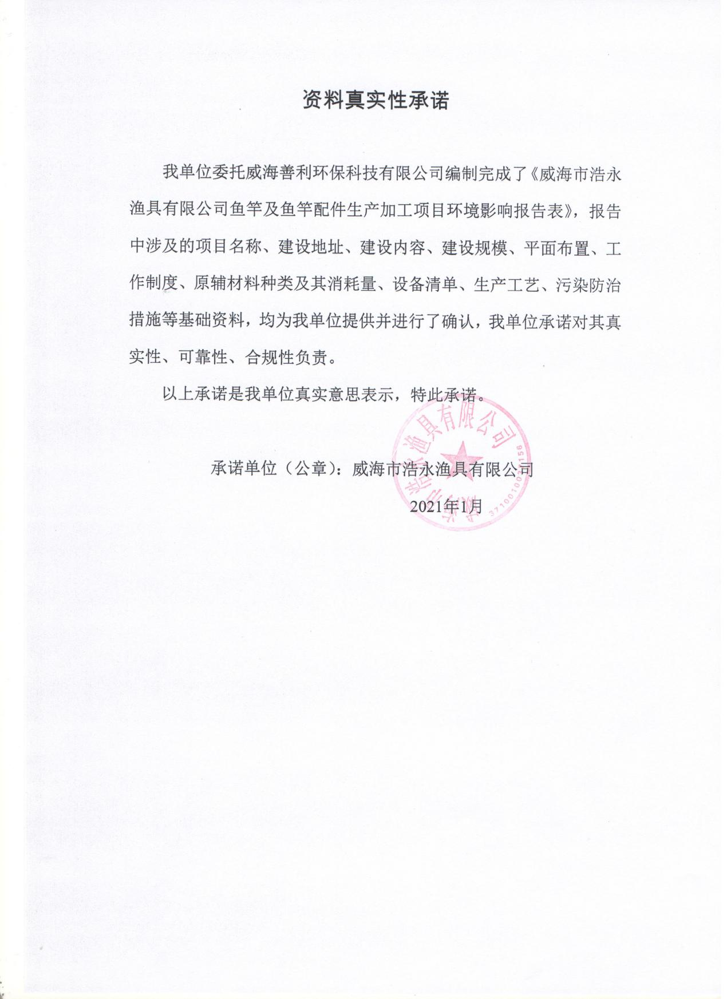 资料真实性承诺
我单位委托威海善利环保科技有限公司编制完成了《威海市浩永
渔具有限公司鱼竿及鱼竿配件生产加工项目环境影响报告表》，报告
中涉及的项目名称、建设地址、建设内容、建设规模、平面布置、工
作制度、原辅材料种类及其消耗量、设备清单、生产工艺、污染防治
措施等基础资料，均为我单位提供并进行了确认，我单位承诺对其真
实性、可靠性、合规性负责。
以上承诺是我单位真实意思表示，特此承诺。
承诺单位（公章）：威海市浩永渔具有限公司
2021年1月
威海市浩永渔具有限公司